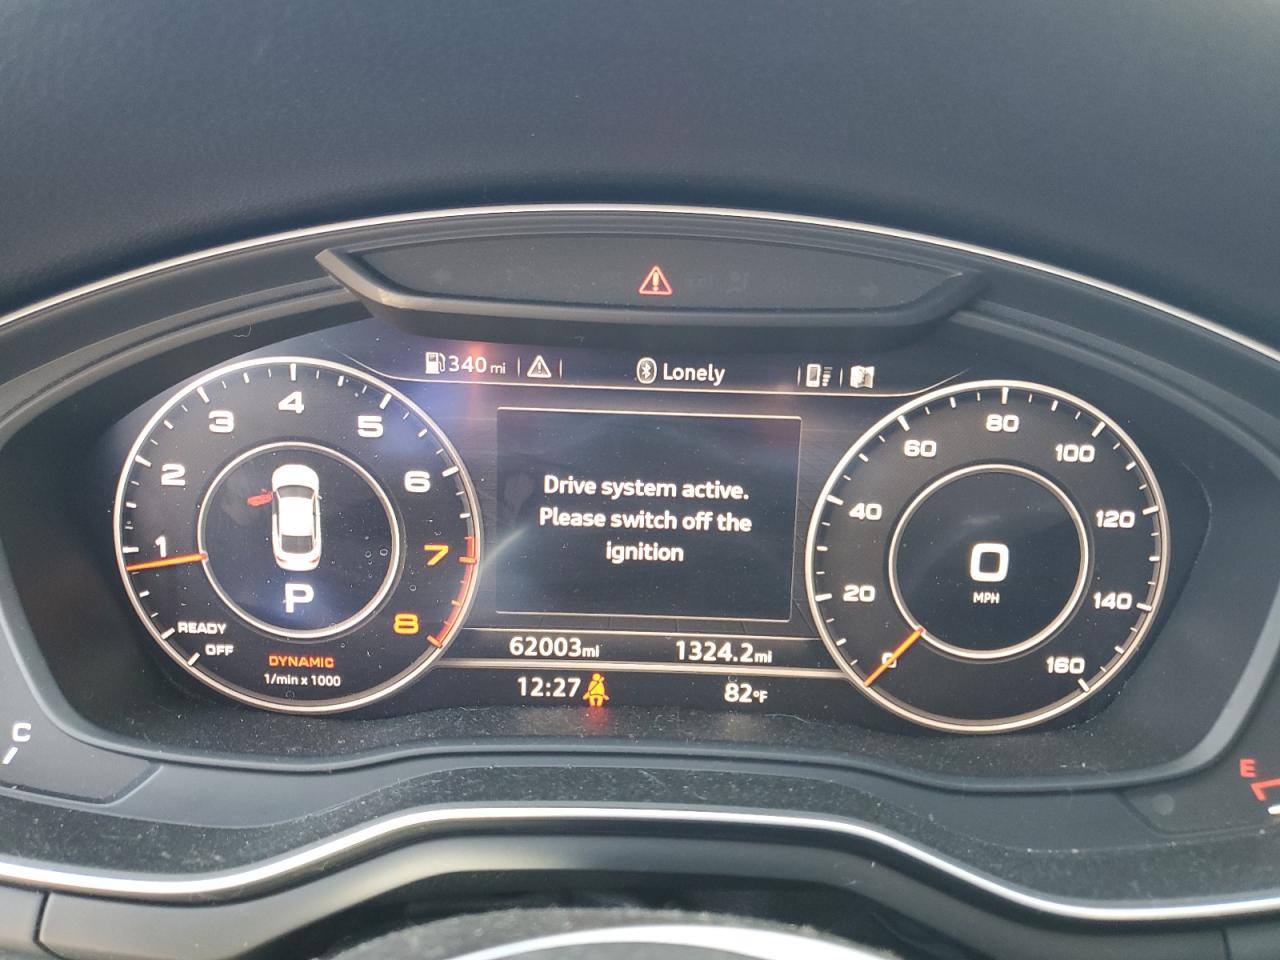 340 mi
Lonely
1
2
3
4
5
6
7
8
READY
OFF
P
DYNAMIC
1/min x 1000
Drive system active.
Please switch off the
ignition
62003mi
1324.2mi
12:27
82°F
0
20
40
60
80
100
120
140
160
0
MPH
C
E